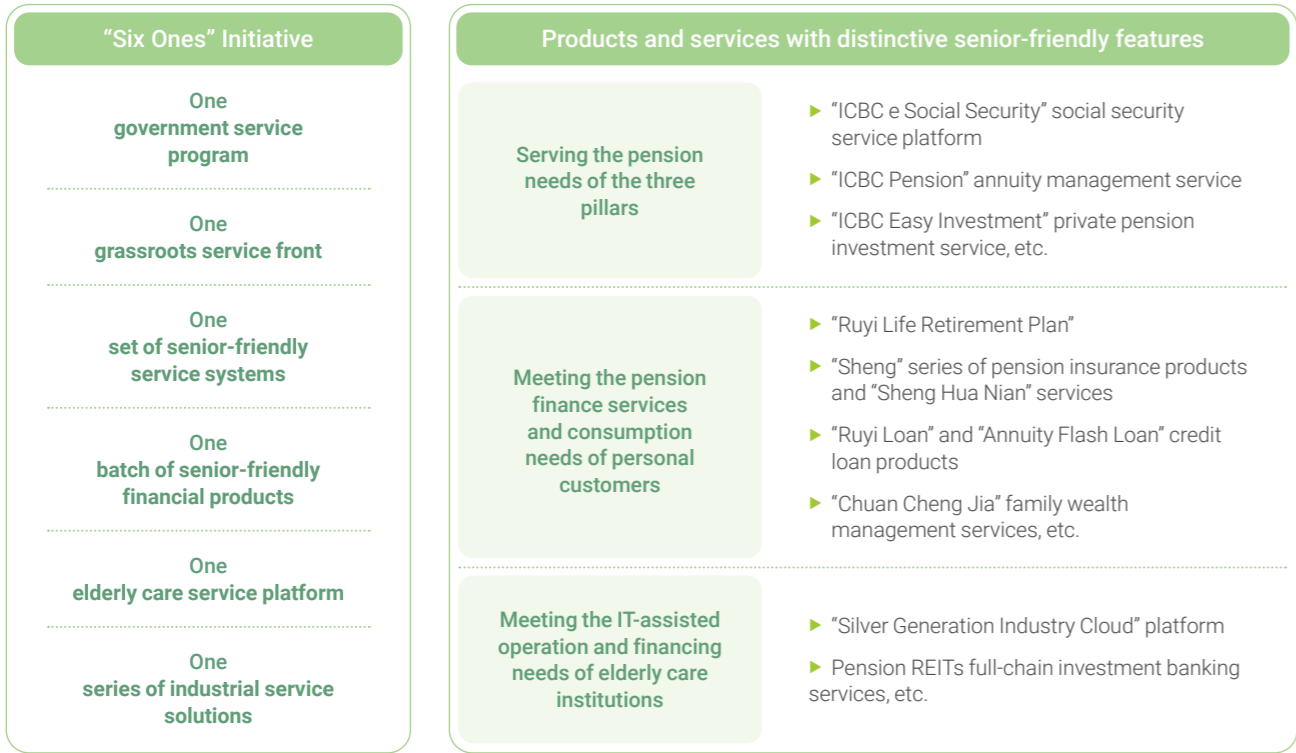 “Six Ones” Initiative
One
government service
program
One
grassroots service front
One
set of senior-friendly
service systems
One
batch of senior-friendly
financial products
One
elderly care service platform
One
series of industrial service
solutions
Products and services with distinctive senior-friendly features
Serving the pension
needs of the three
pillars
▶ “ICBC e Social Security” social security
service platform
▶ “ICBC Pension” annuity management service
▶ “ICBC Easy Investment” private pension
investment service, etc.
Meeting the pension
finance services
and consumption
needs of personal
customers
▶ “Ruyi Life Retirement Plan”
▶ “Sheng” series of pension insurance products
and “Sheng Hua Nian” services
▶ “Ruyi Loan” and “Annuity Flash Loan” credit
loan products
▶ “Chuan Cheng Jia” family wealth
management services, etc.
Meeting the IT-assisted
operation and financing
needs of elderly care
institutions
▶ “Silver Generation Industry Cloud” platform
▶ Pension REITs full-chain investment banking
services, etc.